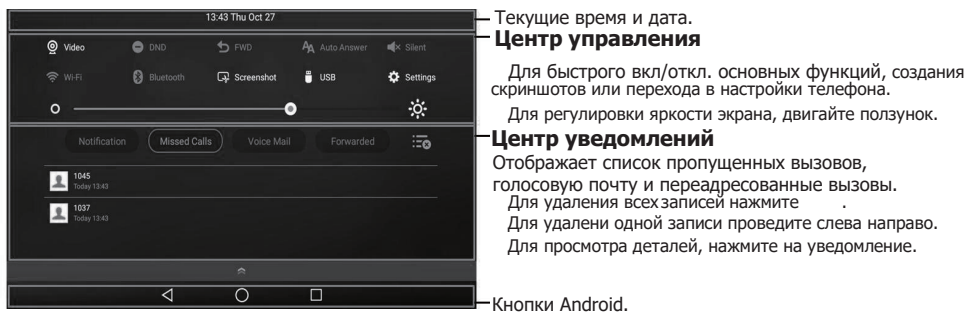 13:43 Thu Oct 27
Video DND FWD Auto Answer Silent
Wi-Fi Bluetooth Screenshot USB Settings
Notification Missed Calls Voice Mail Forwarded
1045
Today 13:43
1037
Today 13:43
Текущие время и дата.
Центр управления
Для быстрого вкл/откл. основных функций, создания
скриншотов или перехода в настройки телефона.
Для регулировки яркости экрана, двигайте ползунок.
Центр уведомлений
Отображает список пропущенных вызовов,
голосовую почту и переадресованные вызовы.
Для удаления всех записей нажмите .
Для удалени одной записи проведите слева направо.
Для просмотра деталей, нажмите на уведомление.
Кнопки Android.